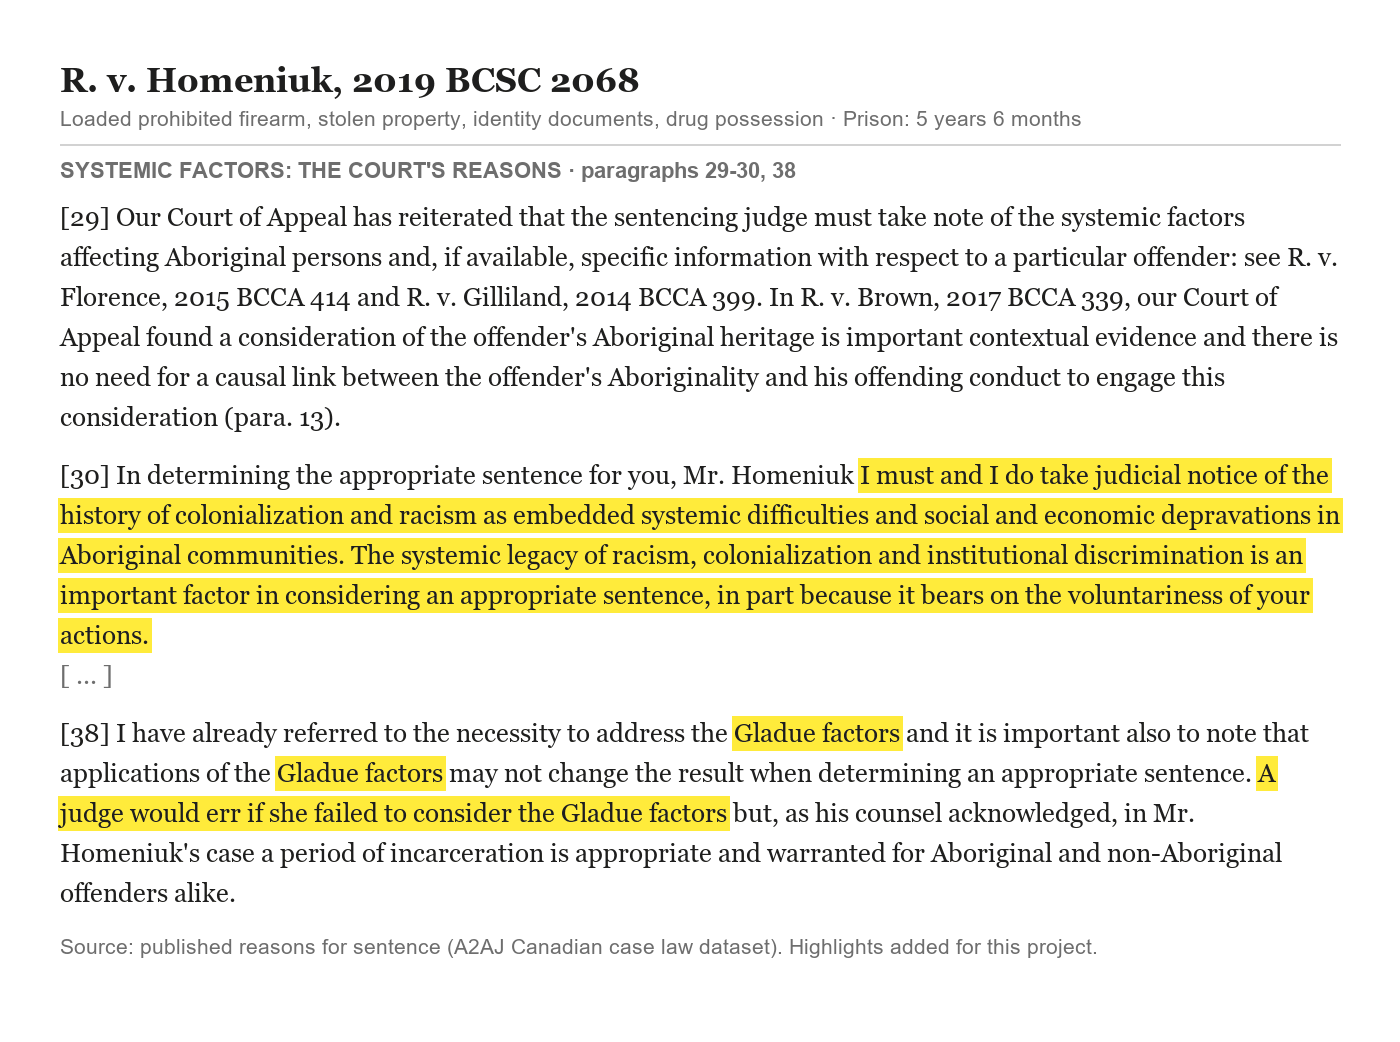 R. v. Homeniuk, 2019 BCSC 2068
Loaded prohibited firearm, stolen property, identity documents, drug possession · Prison: 5 years 6 months
SYSTEMIC FACTORS: THE COURT'S REASONS · paragraphs 29-30, 38
[29] Our Court of Appeal has reiterated that the sentencing judge must take note of the systemic factors
affecting Aboriginal persons and, if available, specific information with respect to a particular offender: see R. v.
Florence, 2015 BCCA 414 and R. v. Gilliland, 2014 BCCA 399. In R. v. Brown, 2017 BCCA 339, our Court of
Appeal found a consideration of the offender's Aboriginal heritage is important contextual evidence and there is
no need for a causal link between the offender's Aboriginality and his offending conduct to engage this
consideration (para. 13).
[30] In determining the appropriate sentence for you, Mr. Homeniuk I must and I do take judicial notice of the
history of colonialization and racism as embedded systemic difficulties and social and economic depravations in
Aboriginal communities. The systemic legacy of racism, colonialization and institutional discrimination is an
important factor in considering an appropriate sentence, in part because it bears on the voluntariness of your
actions.
[ ... ]
[38] I have already referred to the necessity to address the Gladue factors and it is important also to note that
applications of the Gladue factors may not change the result when determining an appropriate sentence. A
judge would err if she failed to consider the Gladue factors but, as his counsel acknowledged, in Mr.
Homeniuk's case a period of incarceration is appropriate and warranted for Aboriginal and non-Aboriginal
offenders alike.
Source: published reasons for sentence (A2AJ Canadian case law dataset). Highlights added for this project.